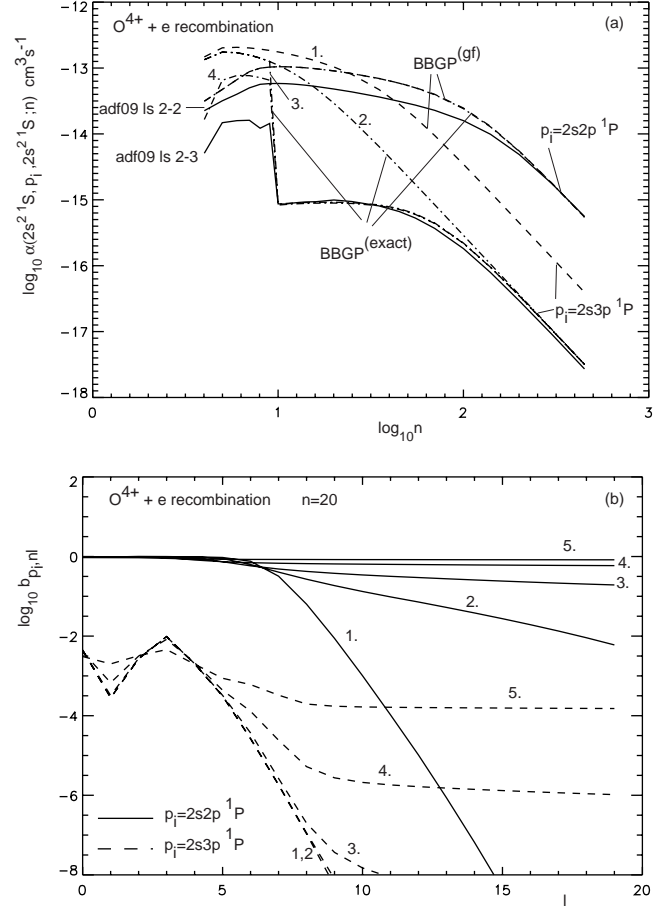 O4+ + e recombination
(a)
1.
BBGP(gf)
4.
3.
2.
adf09 ls 2-2
adf09 ls 2-3
pi=2s2p 1P
BBGP(exact)
pi=2s3p 1P
log10 α(2s2 1S, pi ,2s2 1S ;n) cm3s-1
-12
-13
-14
-15
-16
-17
-18
0
1
2
3
log10n
O4+ + e recombination n=20
(b)
5.
4.
3.
2.
1.
5.
4.
3.
1,2
pi=2s2p 1P
pi=2s3p 1P
log10 bpi,nl
2
0
-2
-4
-6
-8
0
5
10
15
20
l